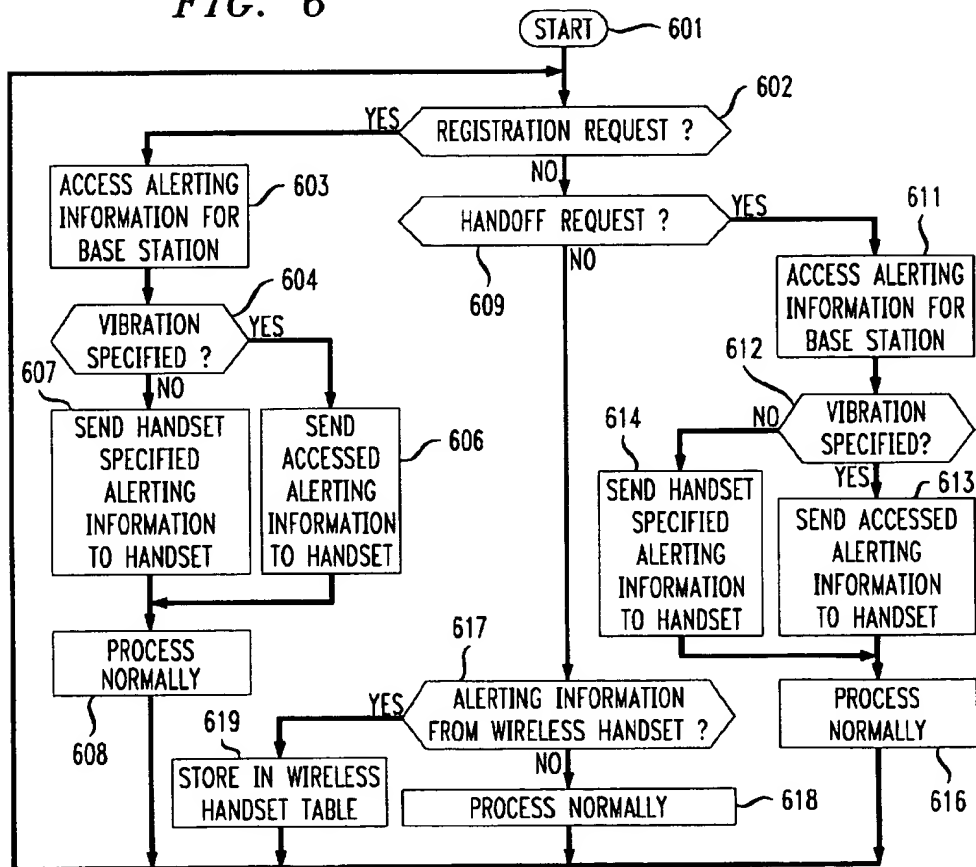 FIG. 6
START
601
602
YES
REGISTRATION REQUEST ?
NO
ACCESS ALERTING
INFORMATION FOR
BASE STATION
603
HANDOFF REQUEST ?
YES
609
NO
611
ACCESS ALERTING
INFORMATION FOR
BASE STATION
604
VIBRATION
SPECIFIED ?
YES
NO
607
SEND HANDSET
SPECIFIED
ALERTING
INFORMATION
TO HANDSET
SEND
ACCESSED
ALERTING
INFORMATION
TO HANDSET
606
612
VIBRATION
SPECIFIED?
NO
YES
614
SEND HANDSET
SPECIFIED
ALERTING
INFORMATION
TO HANDSET
613
SEND ACCESSED
ALERTING
INFORMATION
TO HANDSET
PROCESS
NORMALLY
608
617
ALERTING INFORMATION
FROM WIRELESS HANDSET ?
YES
NO
619
STORE IN WIRELESS
HANDSET TABLE
PROCESS NORMALLY
618
PROCESS
NORMALLY
616